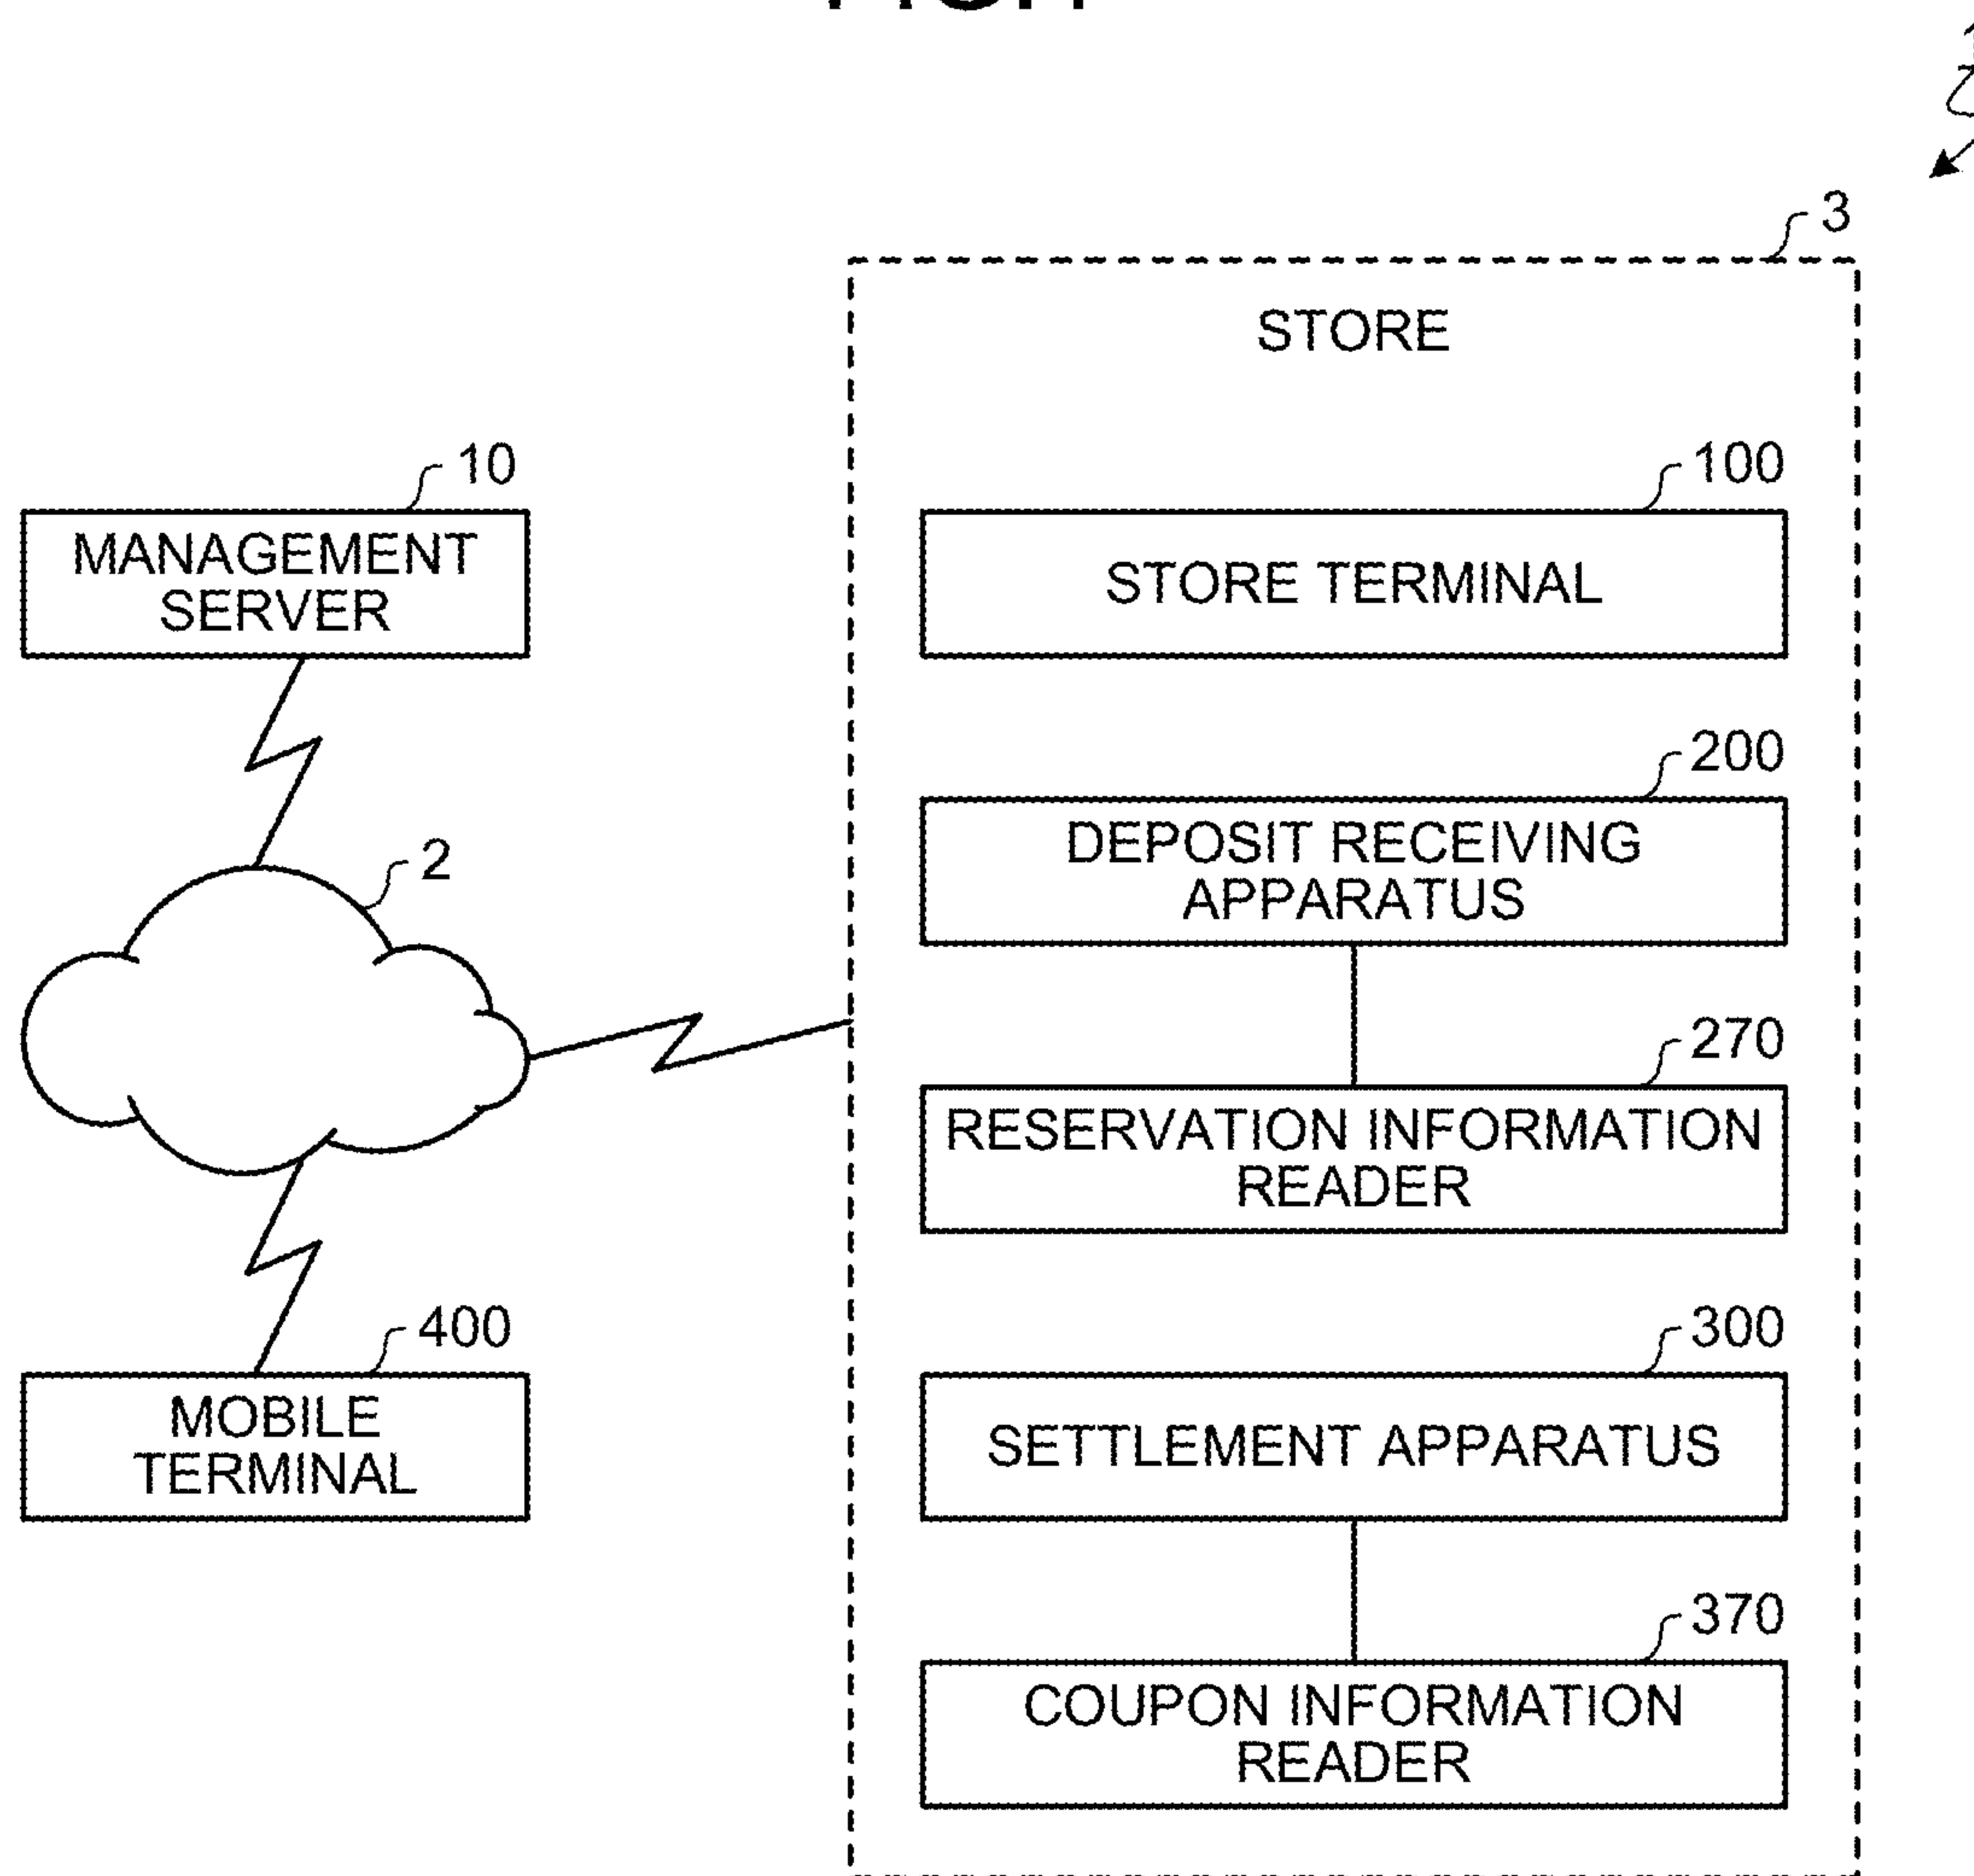 1
3
STORE
10
MANAGEMENT
SERVER
100
STORE TERMINAL
200
DEPOSIT RECEIVING
APPARATUS
2
270
RESERVATION INFORMATION
READER
400
MOBILE
TERMINAL
300
SETTLEMENT APPARATUS
370
COUPON INFORMATION
READER